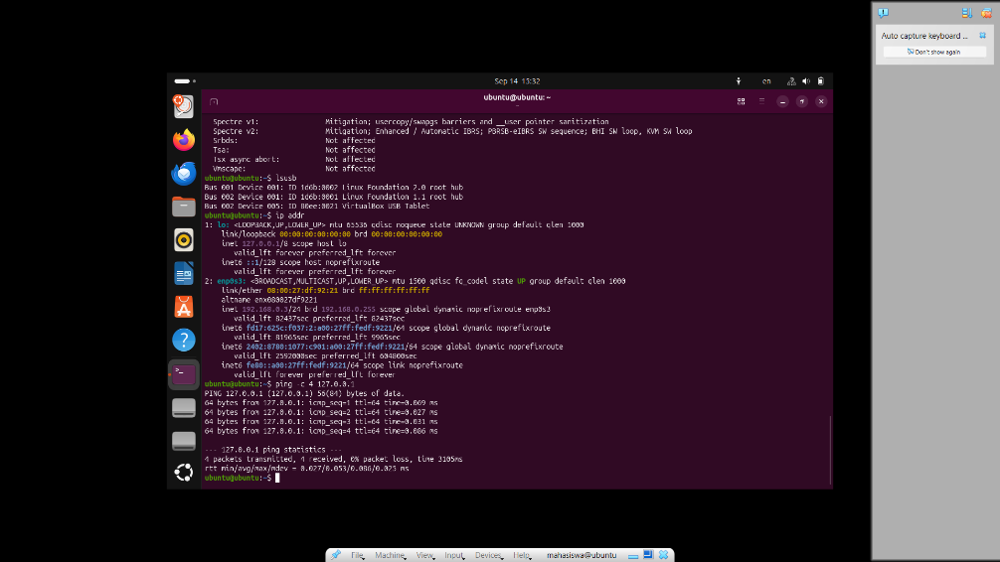 Auto capture keyboard ...
Don't show again
Sep 14 15:32
en
ubuntu@ubuntu: ~
Spectre v1: Mitigation; usercopy/swapgs barriers and __user pointer sanitization
Spectre v2: Mitigation; Enhanced / Automatic IBRS; PBRSB-eIBRS SW sequence; BHI SW loop, KVM SW loop
Srbds: Not affected
Tsa: Not affected
Tsx async abort: Not affected
Vmscape: Not affected
ubuntu@ubuntu:~$ lsusb
Bus 001 Device 001: ID 1d6b:0002 Linux Foundation 2.0 root hub
Bus 002 Device 001: ID 1d6b:0001 Linux Foundation 1.1 root hub
Bus 002 Device 005: ID 80ee:0021 VirtualBox USB Tablet
ubuntu@ubuntu:~$ ip addr
1: lo: <LOOPBACK,UP,LOWER_UP> mtu 65536 qdisc noqueue state UNKNOWN group default qlen 1000
link/loopback 00:00:00:00:00:00 brd 00:00:00:00:00:00
inet 127.0.0.1/8 scope host lo
valid_lft forever preferred_lft forever
inet6 ::1/128 scope host noprefixroute
valid_lft forever preferred_lft forever
2: enp0s3: <BROADCAST,MULTICAST,UP,LOWER_UP> mtu 1500 qdisc fq_codel state UP group default qlen 1000
link/ether 08:00:27:df:92:21 brd ff:ff:ff:ff:ff:ff
altname enx080027df9221
inet 192.168.0.3/24 brd 192.168.0.255 scope global dynamic noprefixroute enp0s3
valid_lft 82437sec preferred_lft 82437sec
inet6 fd17:625c:f037:2:a00:27ff:fedf:9221/64 scope global dynamic noprefixroute
valid_lft 81965sec preferred_lft 9965sec
inet6 2402:8780:1077:c901:a00:27ff:fedf:9221/64 scope global dynamic noprefixroute
valid_lft 2592000sec preferred_lft 604800sec
inet6 fe80::a00:27ff:fedf:9221/64 scope link noprefixroute
valid_lft forever preferred_lft forever
ubuntu@ubuntu:~$ ping -c 4 127.0.0.1
PING 127.0.0.1 (127.0.0.1) 56(84) bytes of data.
64 bytes from 127.0.0.1: icmp_seq=1 ttl=64 time=0.069 ms
64 bytes from 127.0.0.1: icmp_seq=2 ttl=64 time=0.027 ms
64 bytes from 127.0.0.1: icmp_seq=3 ttl=64 time=0.031 ms
64 bytes from 127.0.0.1: icmp_seq=4 ttl=64 time=0.086 ms
--- 127.0.0.1 ping statistics ---
4 packets transmitted, 4 received, 0% packet loss, time 3105ms
rtt min/avg/max/mdev = 0.027/0.053/0.086/0.025 ms
ubuntu@ubuntu:~$
File Machine View Input Devices Help mahasiswa@ubuntu